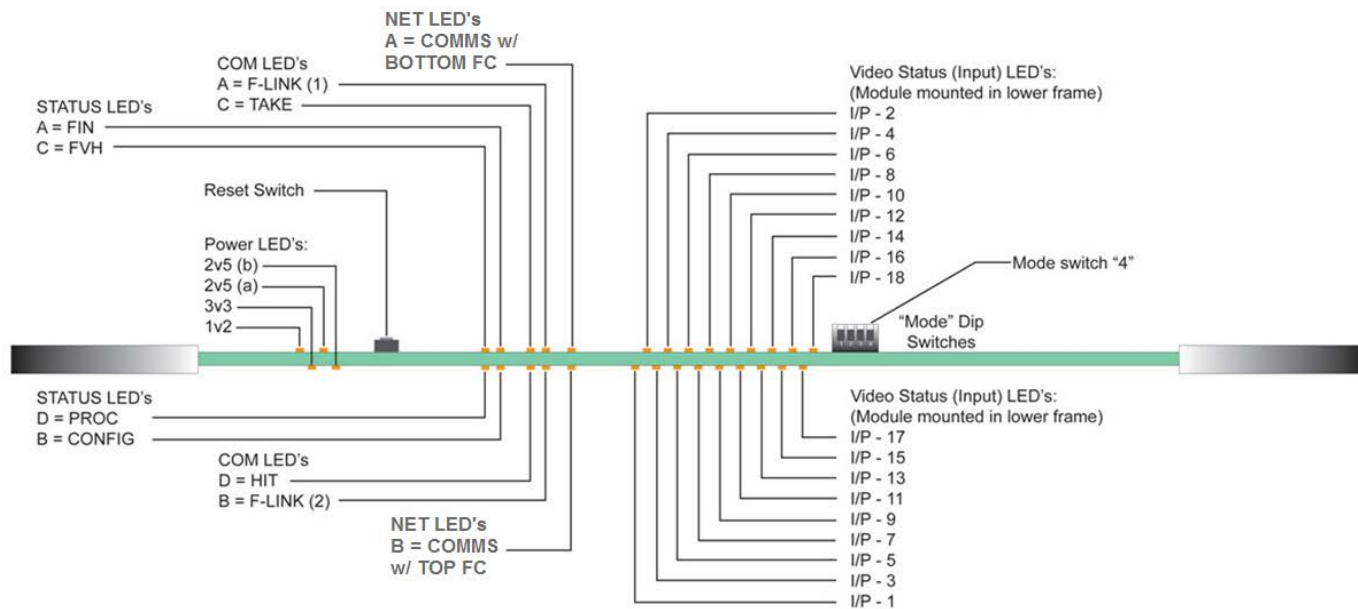 NET LED's
A = COMMS w/
BOTTOM FC
COM LED's
A = F-LINK (1)
C = TAKE
STATUS LED's
A = FIN
C = FVH
Reset Switch
Power LED's:
2v5 (b)
2v5 (a)
3v3
1v2
Video Status (Input) LED's:
(Module mounted in lower frame)
I/P - 2
I/P - 4
I/P - 6
I/P - 8
I/P - 10
I/P - 12
I/P - 14
I/P - 16
I/P - 18
Mode switch “4”
“Mode” Dip
Switches
STATUS LED's
D = PROC
B = CONFIG
COM LED's
D = HIT
B = F-LINK (2)
NET LED's
B = COMMS
w/ TOP FC
Video Status (Input) LED's:
(Module mounted in lower frame)
I/P - 17
I/P - 15
I/P - 13
I/P - 11
I/P - 9
I/P - 7
I/P - 5
I/P - 3
I/P - 1